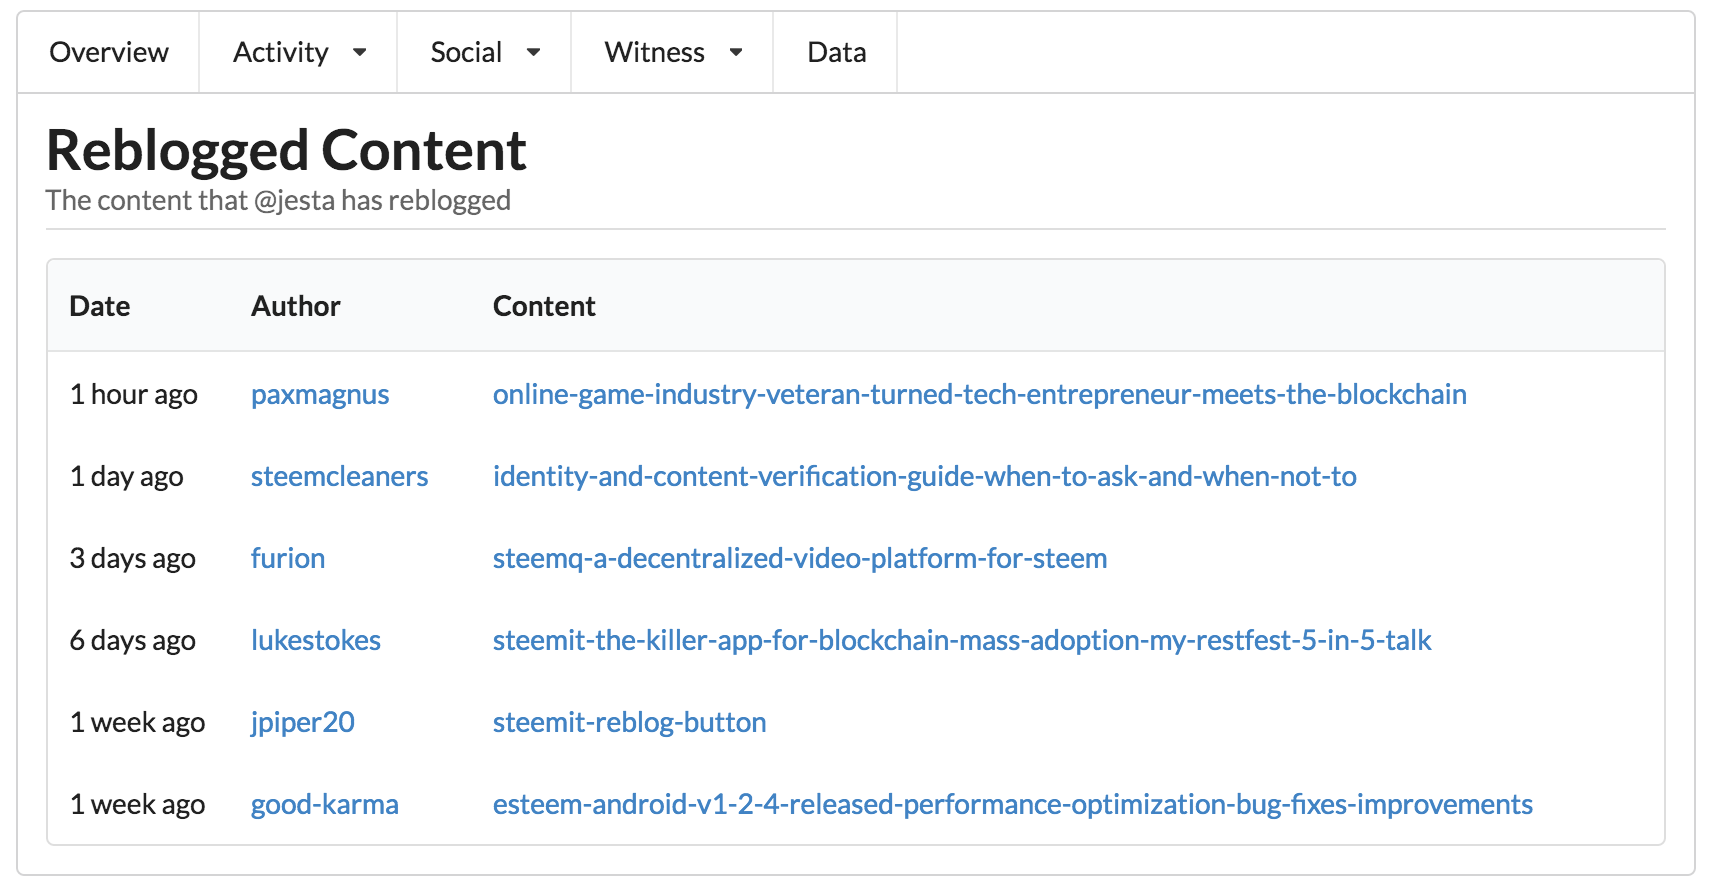 Overview Activity Social Witness Data
Reblogged Content
The content that @jesta has reblogged
Date Author Content
1 hour ago paxmagnus online-game-industry-veteran-turned-tech-entrepreneur-meets-the-blockchain
1 day ago steemcleaners identity-and-content-verification-guide-when-to-ask-and-when-not-to
3 days ago furion steemq-a-decentralized-video-platform-for-steem
6 days ago lukestokes steemit-the-killer-app-for-blockchain-mass-adoption-my-restfest-5-in-5-talk
1 week ago jpiper20 steemit-reblog-button
1 week ago good-karma esteem-android-v1-2-4-released-performance-optimization-bug-fixes-improvements